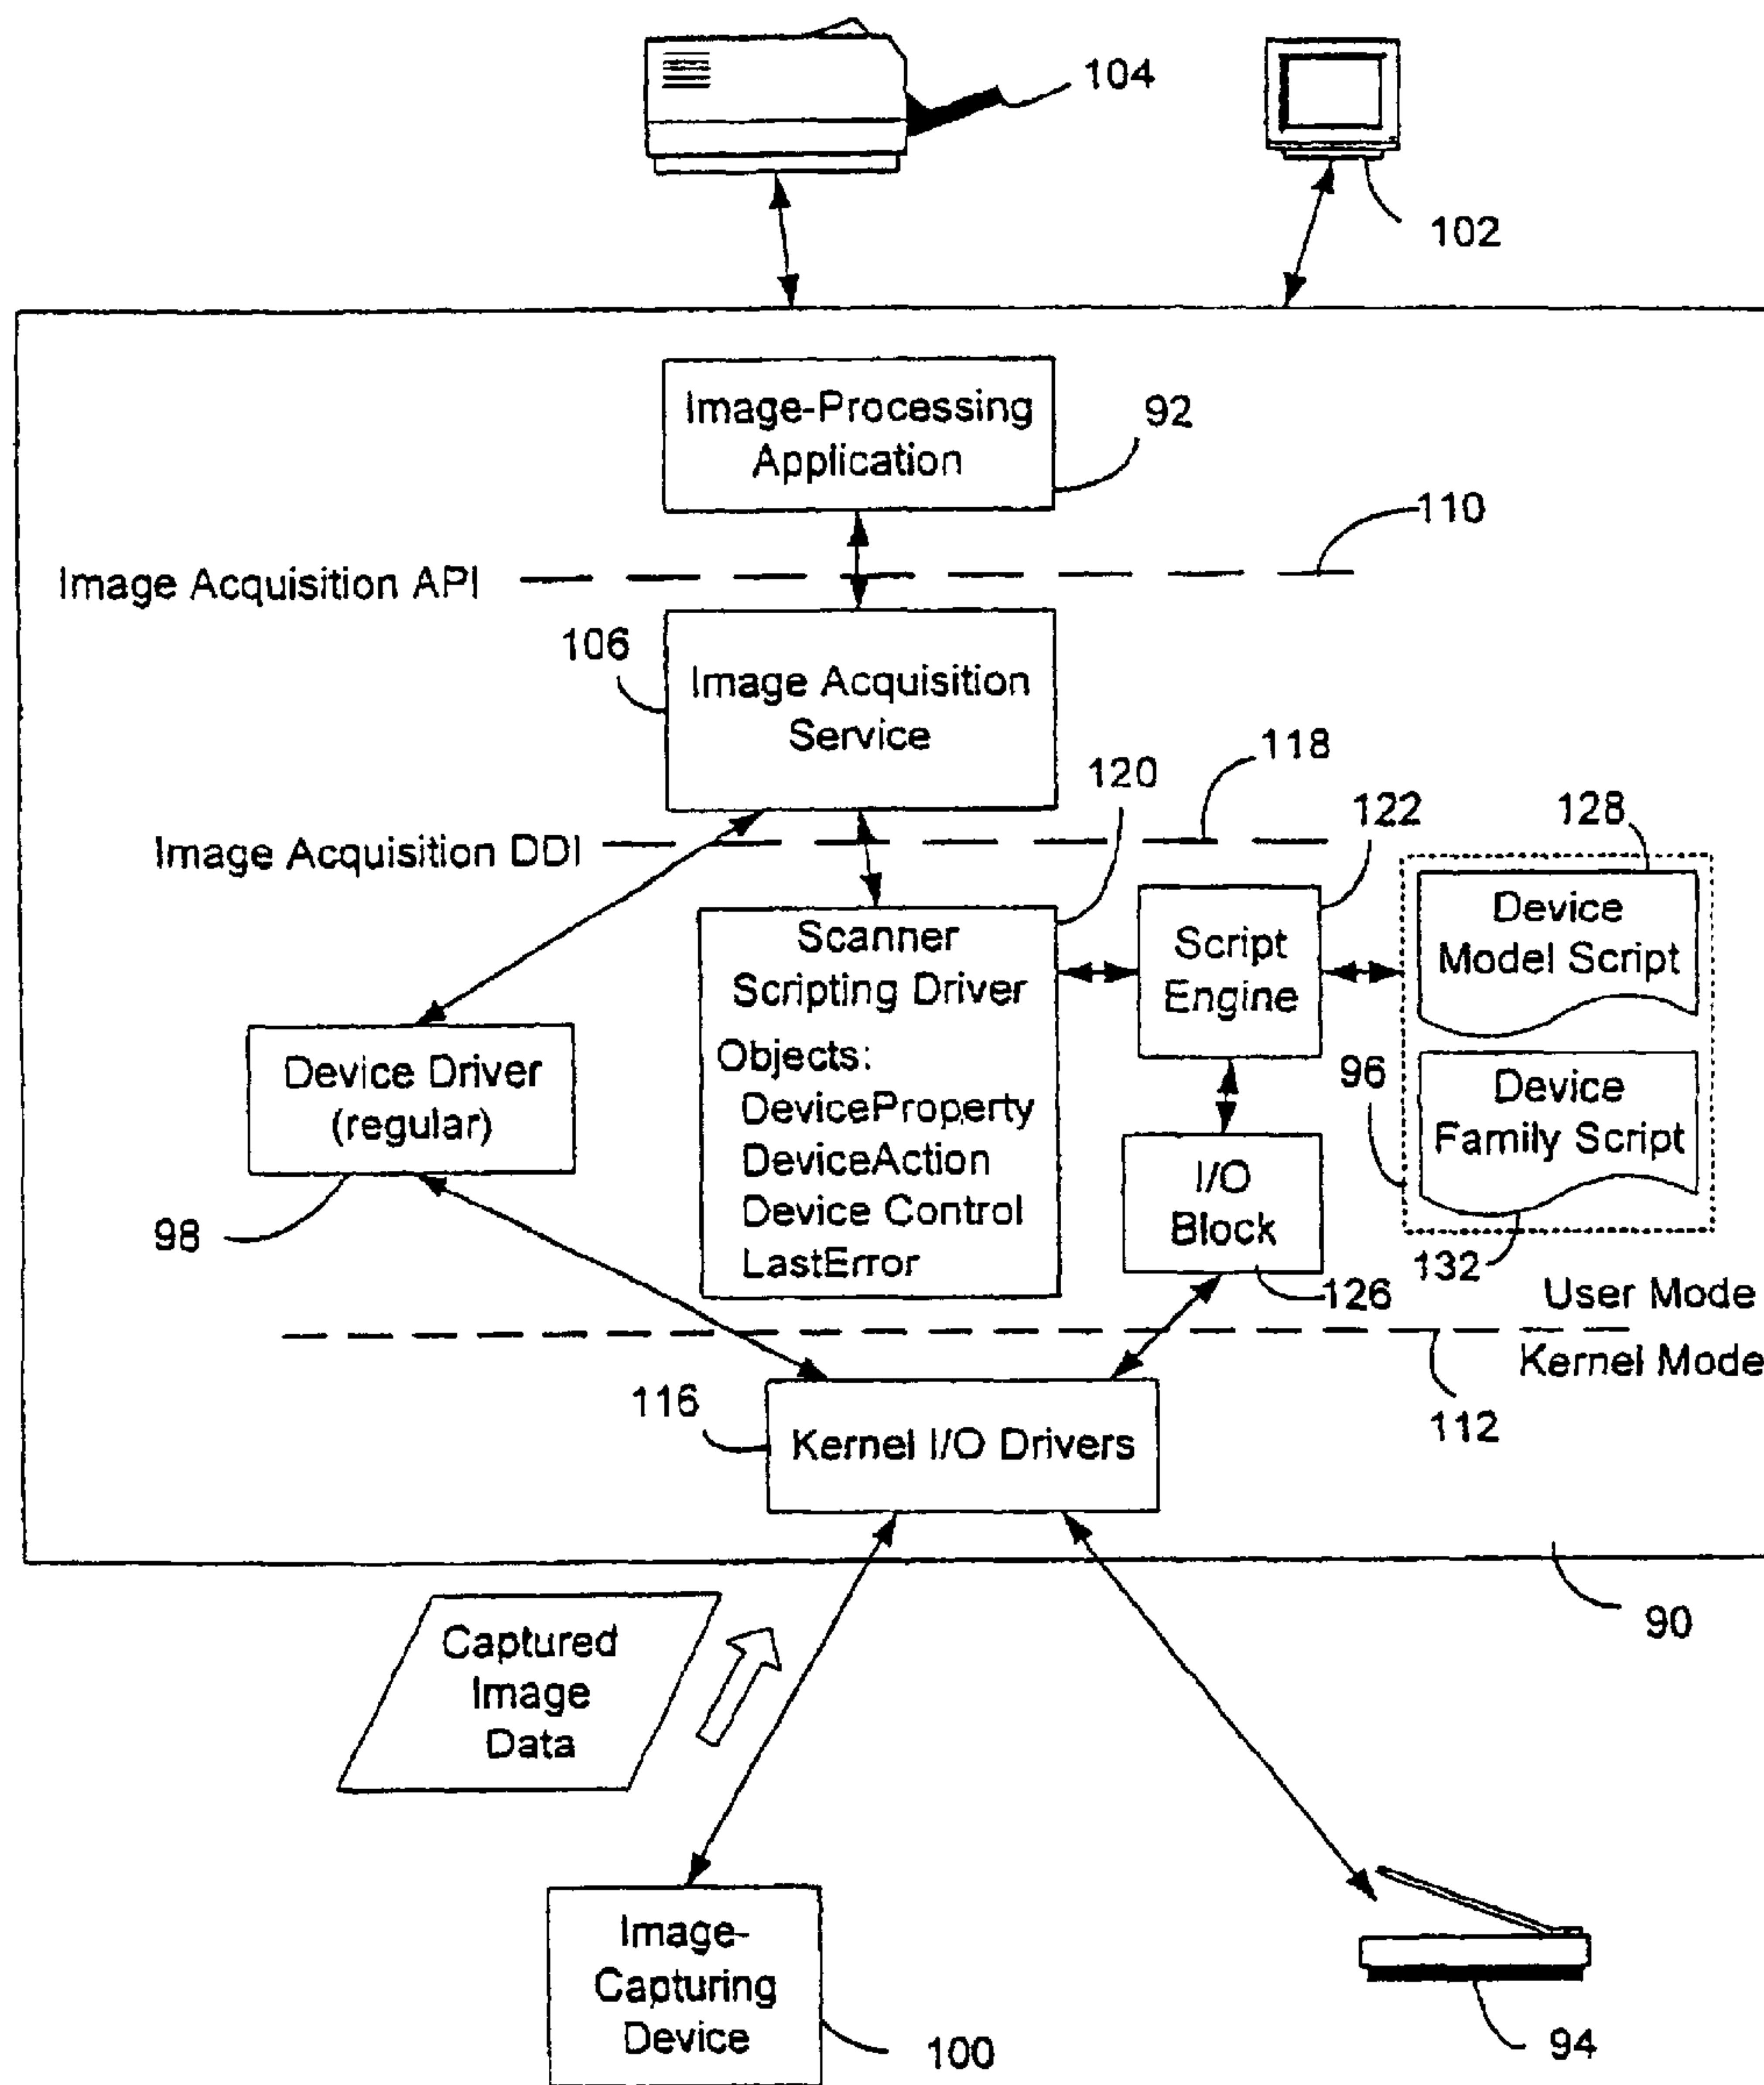 104
102
Image-Processing
Application
92
110
Image Acquisition API
106
Image Acquisition
Service
118
120
122
128
Image Acquisition DDI
Scanner
Scripting Driver
Objects:
DeviceProperty
DeviceAction
Device Control
LastError
Script
Engine
Device
Model Script
96
Device
Family Script
Device Driver
(regular)
98
I/O
Block
132
126
User Mode
Kernel Mode
116
Kernel I/O Drivers
112
90
Captured
Image
Data
Image-
Capturing
Device
100
94